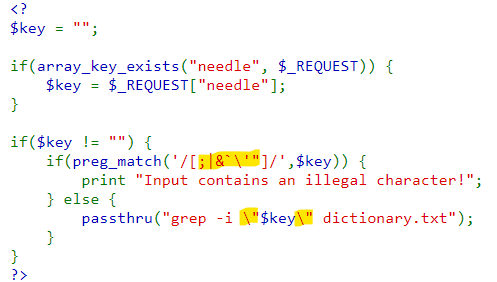 <?
$key = "";

if(array_key_exists("needle", $_REQUEST)) {
    $key = $_REQUEST["needle"];
}

if($key != "") {
    if(preg_match('/[;|&`\'"]/',$key)) {
        print "Input contains an illegal character!";
    } else {
        passthru("grep -i \"$key\" dictionary.txt");
    }
}
?>